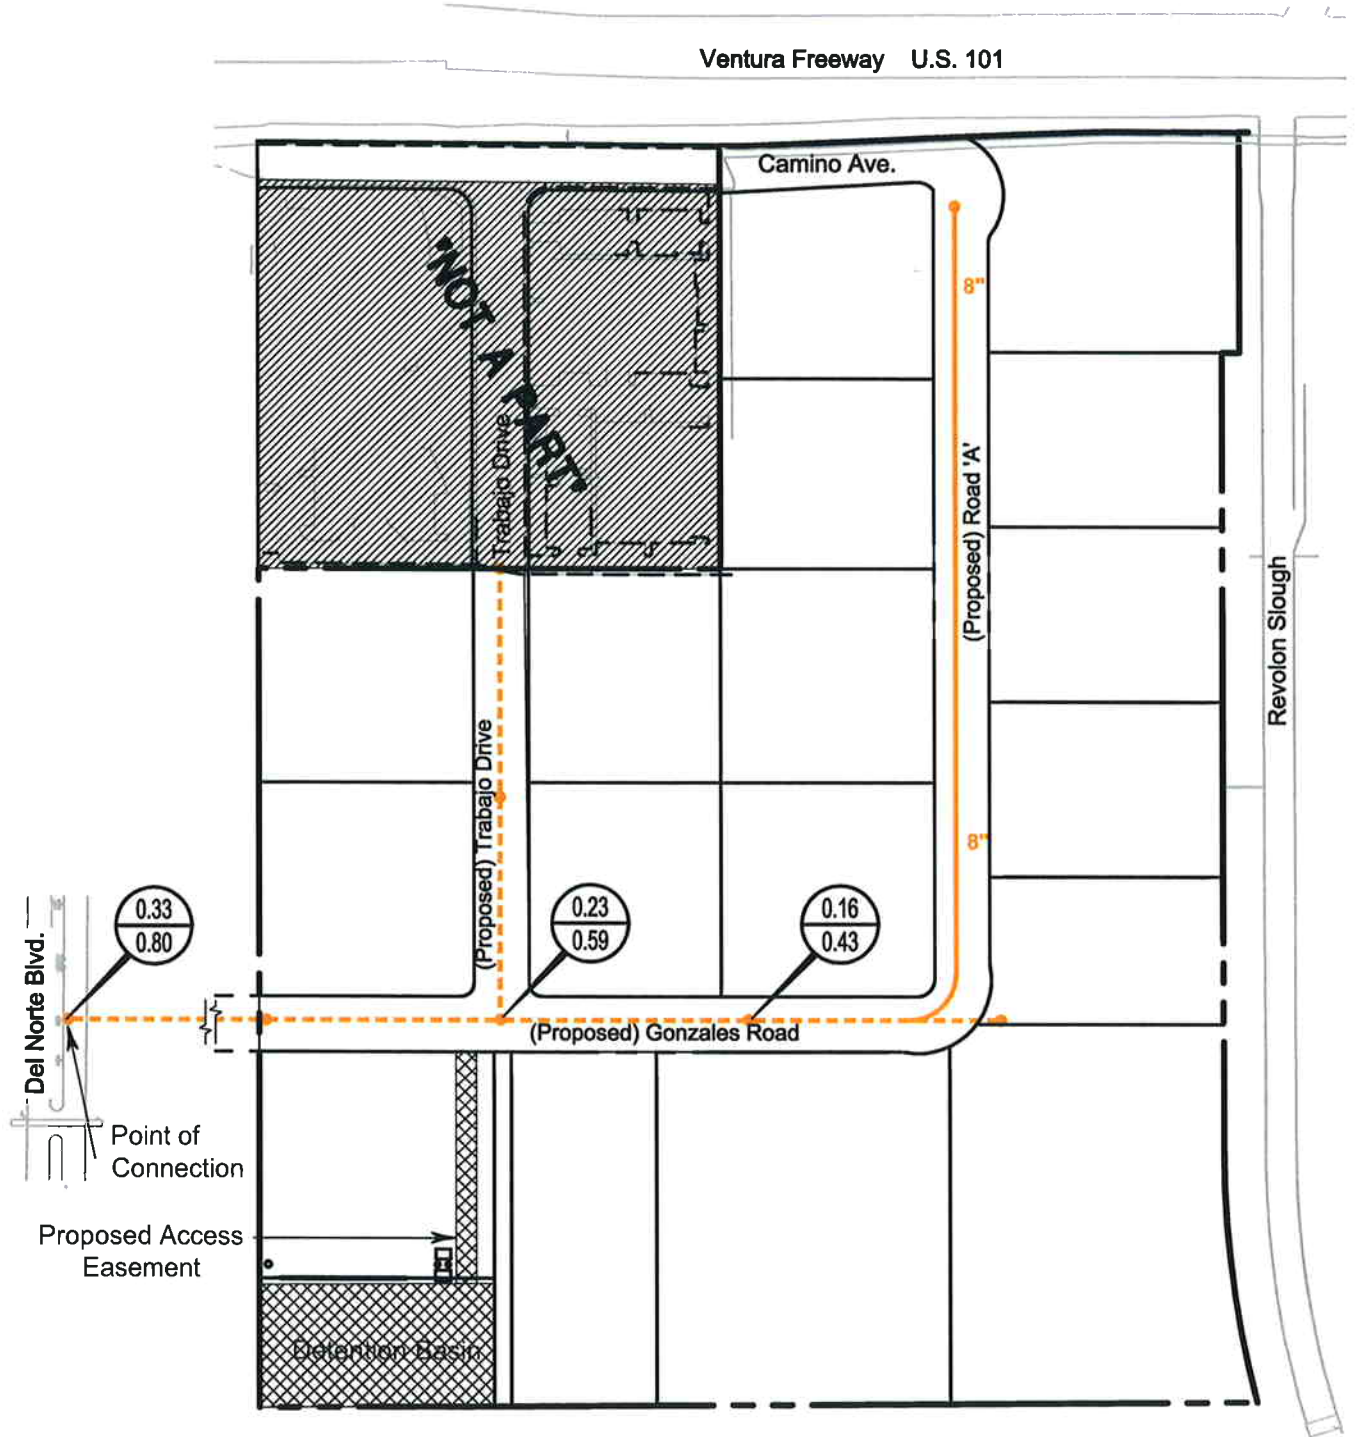 Ventura Freeway U.S. 101
Camino Ave.
8"
"NOT A PART"
Trabajo Drive
(Proposed) Road 'A'
Revolon Slough
(Proposed) Trabajo Drive
8"
0.33
0.80
0.23
0.59
0.16
0.43
Del Norte Blvd.
(Proposed) Gonzales Road
Point of
Connection
Proposed Access
Easement
Detention Basin